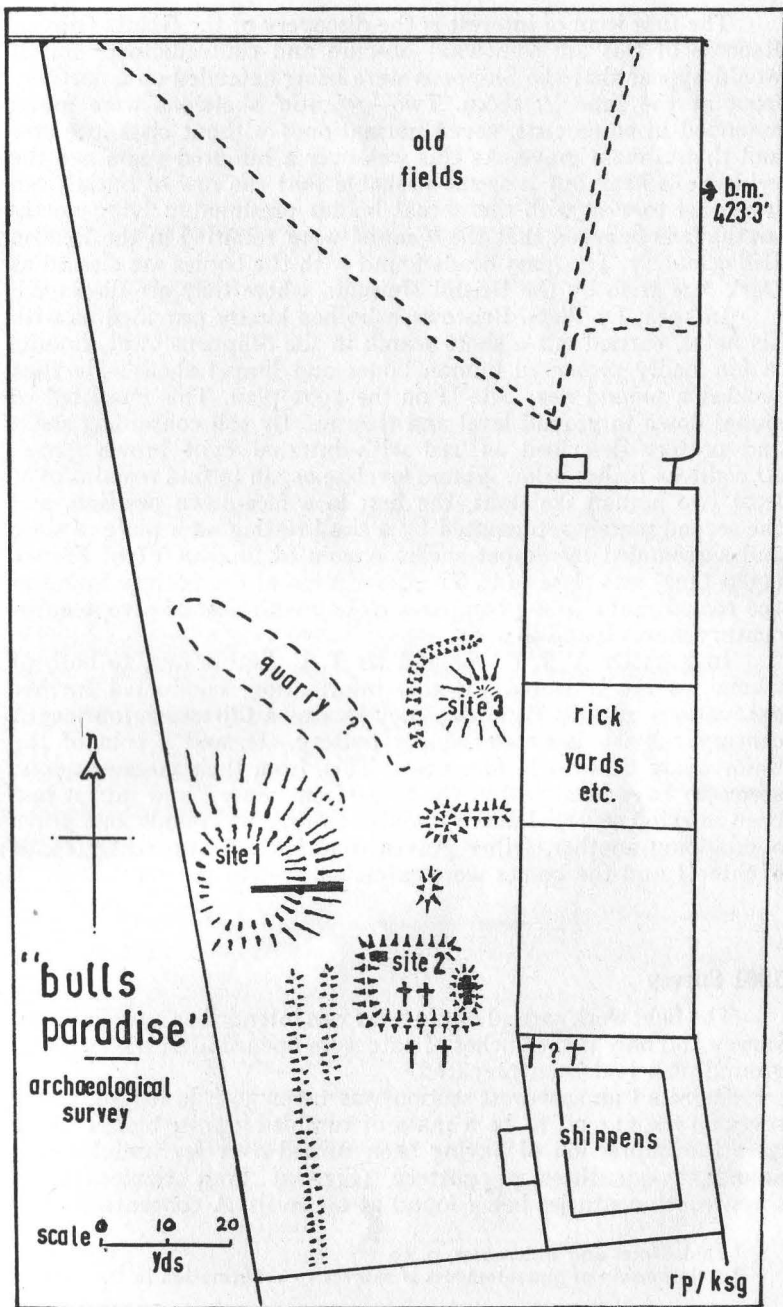 old
fields
b.m.
423·3'
quarry
site 3
rick
yards
etc.
n
site 1
site 2
"bulls
paradise"
archæological
survey
? ?
shippens
scale 0 10 20
yds
rp/ksg